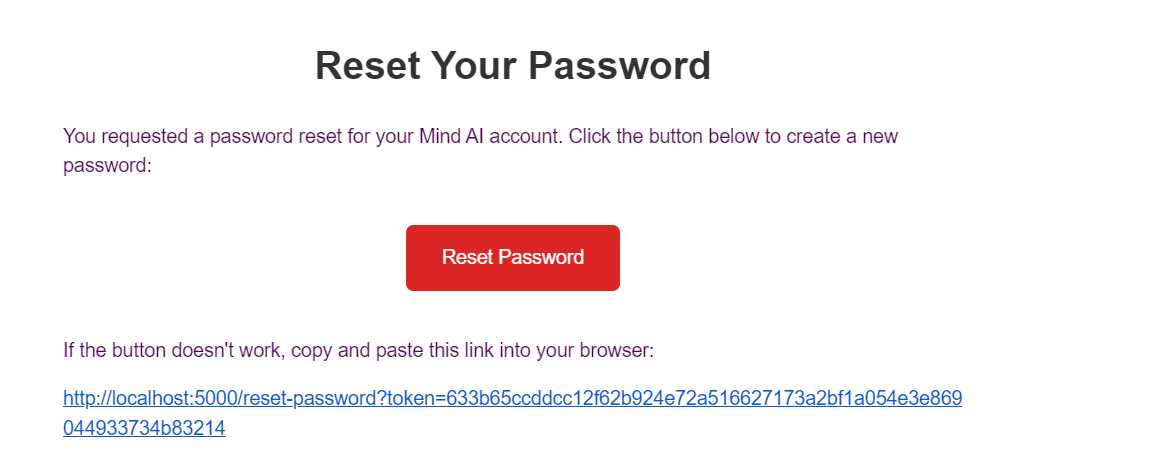 Reset Your Password
You requested a password reset for your Mind AI account. Click the button below to create a new
password:
Reset Password
If the button doesn't work, copy and paste this link into your browser:
http://localhost:5000/reset-password?token=633b65ccddcc12f62b924e72a516627173a2bf1a054e3e869
044933734b83214